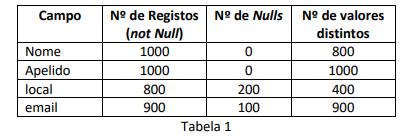 Campo Nº de Registos (not Null) Nº de Nulls Nº de valores distintos
Nome 1000 0 800
Apelido 1000 0 1000
local 800 200 400
email 900 100 900
Tabela 1